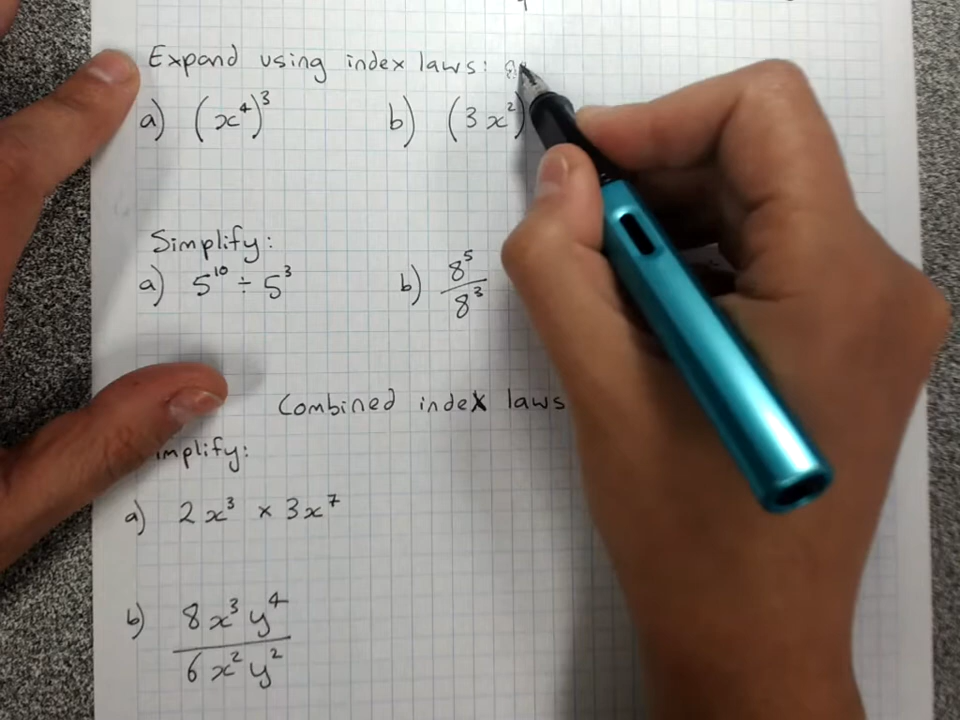 Expand using index laws:
a) (x⁴)³ b) (3x²)
Simplify:
a) 5¹⁰ ÷ 5³ b) 8⁵/8³
Combined index laws
implify:
a) 2x³ × 3x⁷
b) 8x³y⁴
6x²y²